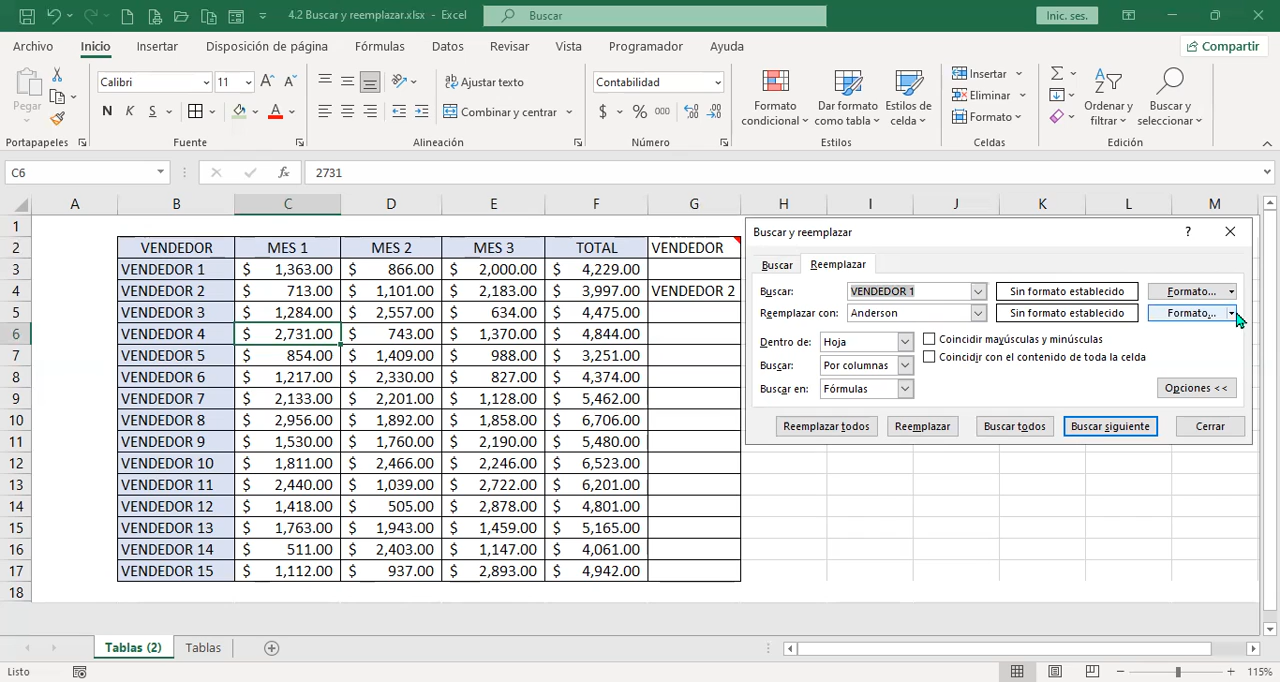 4.2 Buscar y reemplazar.xlsx - Excel
Buscar
Inic. ses.
Archivo Inicio Insertar Disposición de página Fórmulas Datos Revisar Vista Programador Ayuda
Compartir
Pegar
Calibri 11
N K S
Ajustar texto
Combinar y centrar
Contabilidad
$ % 000
Formato condicional
Dar formato como tabla
Estilos de celda
Insertar
Eliminar
Formato
Ordenar y filtrar
Buscar y seleccionar
Portapapeles Fuente Alineación Número Estilos Celdas Edición
C6 fx 2731
A B C D E F G H I J K L M
1
2 VENDEDOR MES 1 MES 2 MES 3 TOTAL VENDEDOR
3 VENDEDOR 1 $ 1,363.00 $ 866.00 $ 2,000.00 $ 4,229.00
4 VENDEDOR 2 $ 713.00 $ 1,101.00 $ 2,183.00 $ 3,997.00 VENDEDOR 2
5 VENDEDOR 3 $ 1,284.00 $ 2,557.00 $ 634.00 $ 4,475.00
6 VENDEDOR 4 $ 2,731.00 $ 743.00 $ 1,370.00 $ 4,844.00
7 VENDEDOR 5 $ 854.00 $ 1,409.00 $ 988.00 $ 3,251.00
8 VENDEDOR 6 $ 1,217.00 $ 2,330.00 $ 827.00 $ 4,374.00
9 VENDEDOR 7 $ 2,133.00 $ 2,201.00 $ 1,128.00 $ 5,462.00
10 VENDEDOR 8 $ 2,956.00 $ 1,892.00 $ 1,858.00 $ 6,706.00
11 VENDEDOR 9 $ 1,530.00 $ 1,760.00 $ 2,190.00 $ 5,480.00
12 VENDEDOR 10 $ 1,811.00 $ 2,466.00 $ 2,246.00 $ 6,523.00
13 VENDEDOR 11 $ 2,440.00 $ 1,039.00 $ 2,722.00 $ 6,201.00
14 VENDEDOR 12 $ 1,418.00 $ 505.00 $ 2,878.00 $ 4,801.00
15 VENDEDOR 13 $ 1,763.00 $ 1,943.00 $ 1,459.00 $ 5,165.00
16 VENDEDOR 14 $ 511.00 $ 2,403.00 $ 1,147.00 $ 4,061.00
17 VENDEDOR 15 $ 1,112.00 $ 937.00 $ 2,893.00 $ 4,942.00
18
Buscar y reemplazar ?
Buscar Reemplazar
Buscar: VENDEDOR 1 Sin formato establecido Formato...
Reemplazar con: Anderson Sin formato establecido Formato...
Dentro de: Hoja Coincidir mayúsculas y minúsculas
Buscar: Por columnas Coincidir con el contenido de toda la celda
Buscar en: Fórmulas Opciones <<
Reemplazar todos Reemplazar Buscar todos Buscar siguiente Cerrar
Tablas (2) Tablas
Listo 115%